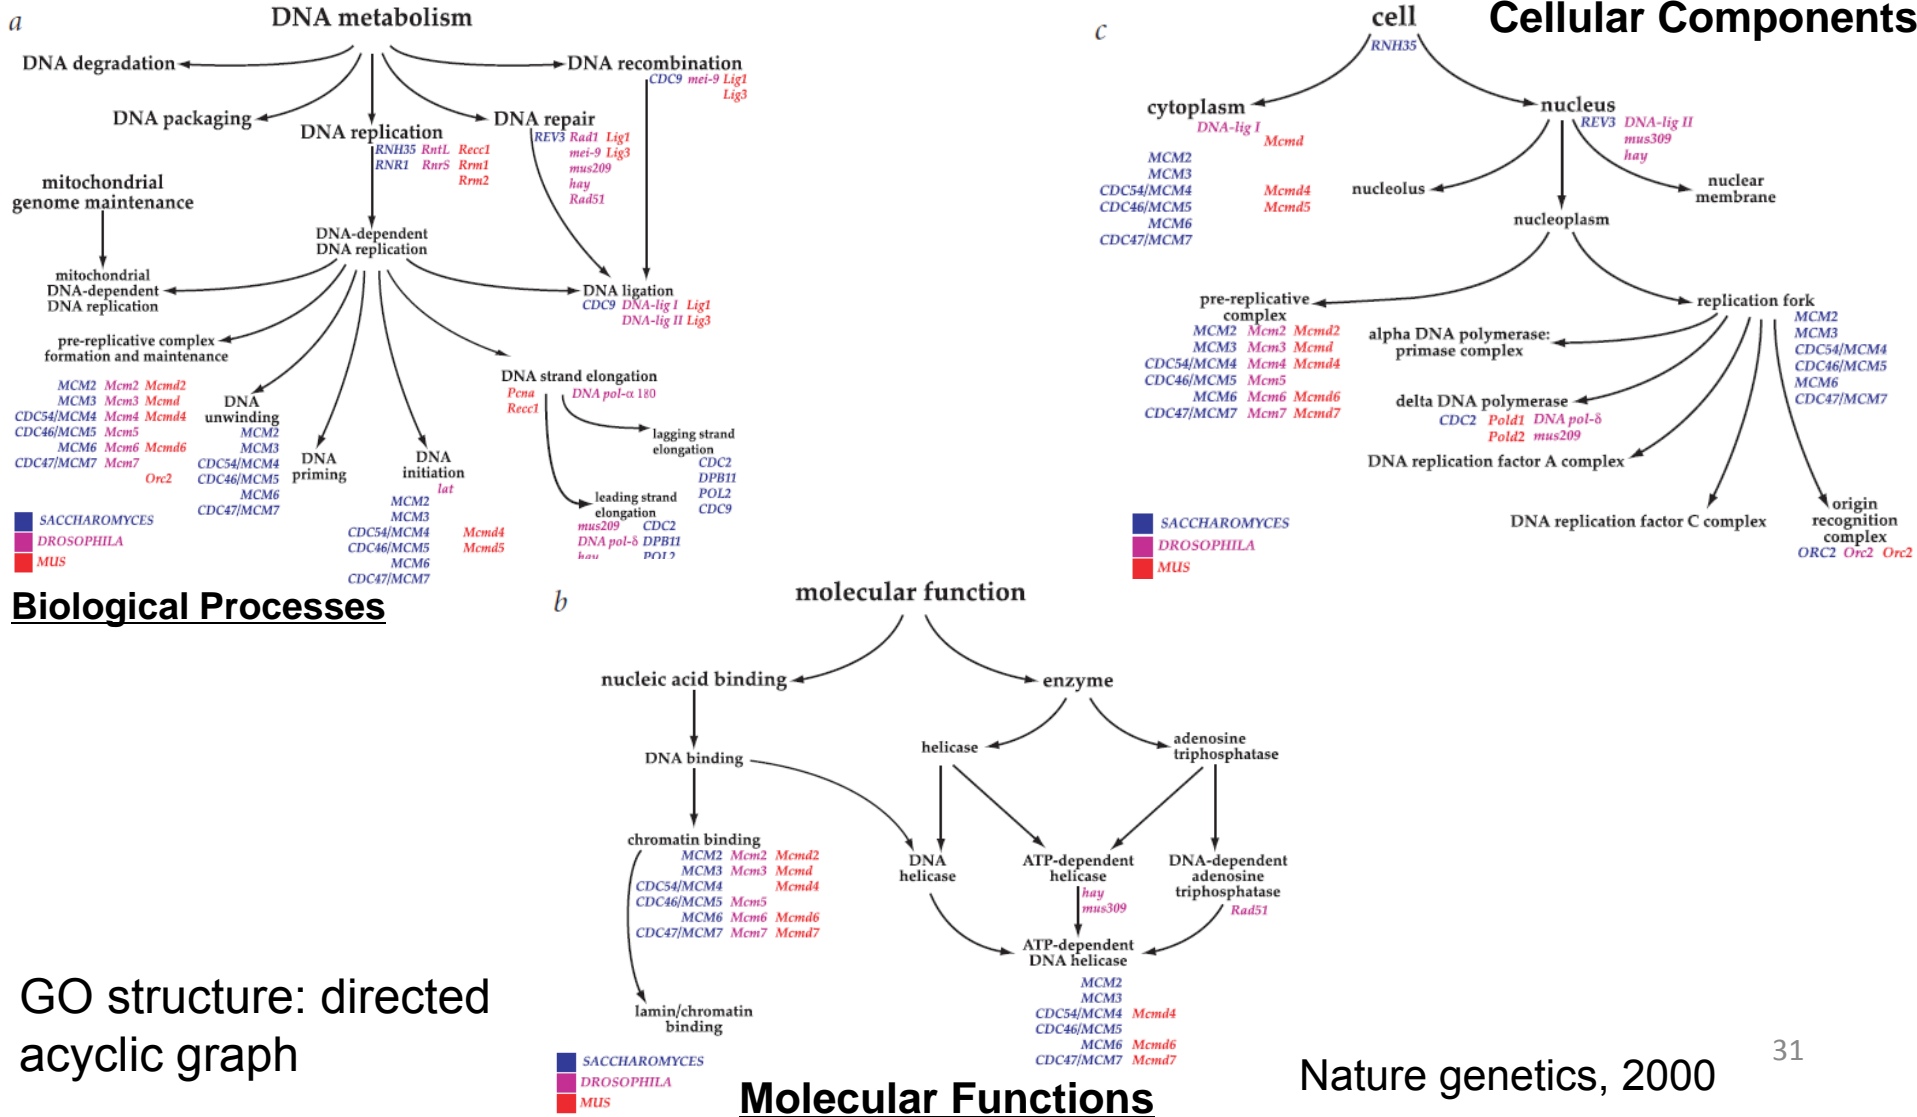 a
DNA metabolism
DNA degradation
DNA recombination
CDC9 mei-9 Lig1
Lig3
DNA packaging
DNA replication
RNH35 RntL Recc1
RNR1 RnrS Rrm1
Rrm2
DNA repair
REV3 Rad1 Lig1
mei-9 Lig3
mus209
hay
Rad51
mitochondrial
genome maintenance
DNA-dependent
DNA replication
mitochondrial
DNA-dependent
DNA replication
DNA ligation
CDC9 DNA-lig I Lig1
DNA-lig II Lig3
pre-replicative complex
formation and maintenance
MCM2 Mcm2 Mcmd2
MCM3 Mcm3 Mcmd
CDC54/MCM4 Mcm4 Mcmd4
CDC46/MCM5 Mcm5
MCM6 Mcm6 Mcmd6
CDC47/MCM7 Mcm7
Orc2
DNA
unwinding
MCM2
MCM3
CDC54/MCM4
CDC46/MCM5
MCM6
CDC47/MCM7
DNA
priming
DNA
initiation
lat
MCM2
MCM3
CDC54/MCM4 Mcmd4
CDC46/MCM5 Mcmd5
MCM6
CDC47/MCM7
DNA strand elongation
Pcna DNA pol-α 180
Recc1
lagging strand
elongation
CDC2
DPB11
POL2
CDC9
leading strand
elongation
mus209 CDC2
DNA pol-δ DPB11
hay POL2
SACCHAROMYCES
DROSOPHILA
MUS
Biological Processes
c
cell
RNH35
Cellular Components
cytoplasm
DNA-lig I
Mcmd
MCM2
MCM3
CDC54/MCM4 Mcmd4
CDC46/MCM5 Mcmd5
MCM6
CDC47/MCM7
nucleus
REV3 DNA-lig II
mus309
hay
nucleolus
nuclear
membrane
nucleoplasm
pre-replicative
complex
MCM2 Mcm2 Mcmd2
MCM3 Mcm3 Mcmd
CDC54/MCM4 Mcm4 Mcmd4
CDC46/MCM5 Mcm5
MCM6 Mcm6 Mcmd6
CDC47/MCM7 Mcm7 Mcmd7
replication fork
MCM2
MCM3
CDC54/MCM4
CDC46/MCM5
MCM6
CDC47/MCM7
alpha DNA polymerase:
primase complex
delta DNA polymerase
CDC2 Pold1 DNA pol-δ
Pold2 mus209
DNA replication factor A complex
DNA replication factor C complex
origin
recognition
complex
ORC2 Orc2 Orc2
SACCHAROMYCES
DROSOPHILA
MUS
b
molecular function
nucleic acid binding
enzyme
DNA binding
helicase
adenosine
triphosphatase
chromatin binding
MCM2 Mcm2 Mcmd2
MCM3 Mcm3 Mcmd
CDC54/MCM4 Mcmd4
CDC46/MCM5 Mcm5
MCM6 Mcm6 Mcmd6
CDC47/MCM7 Mcm7 Mcmd7
DNA
helicase
ATP-dependent
helicase
hay
mus309
DNA-dependent
adenosine
triphosphatase
Rad51
ATP-dependent
DNA helicase
MCM2
MCM3
CDC54/MCM4 Mcmd4
CDC46/MCM5
MCM6 Mcmd6
CDC47/MCM7 Mcmd7
lamin/chromatin
binding
SACCHAROMYCES
DROSOPHILA
MUS
Molecular Functions
GO structure: directed
acyclic graph
Nature genetics, 2000
31